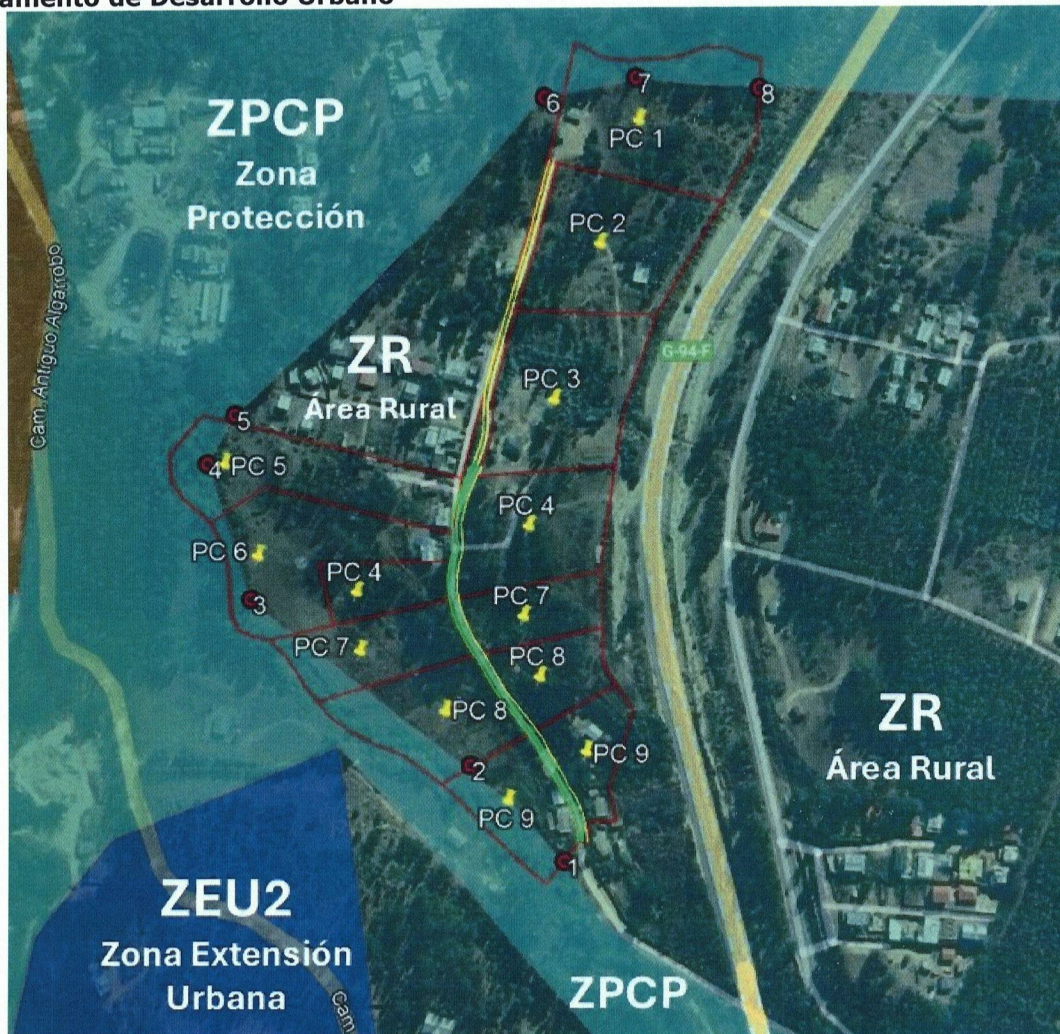 amento de Desarrollo Urbano
7
6
8
ZPCP
Zona
Protección
PC 1
PC 2
Cam. Antiguo Algarrobo
ZR
Área Rural
G-94-F
PC 3
5
4
PC 5
PC 4
PC 6
PC 4
3
PC 7
PC 7
PC 8
PC 8
ZR
Área Rural
PC 9
2
PC 9
1
ZEU2
Zona Extensión
Urbana
ZPCP
Cam